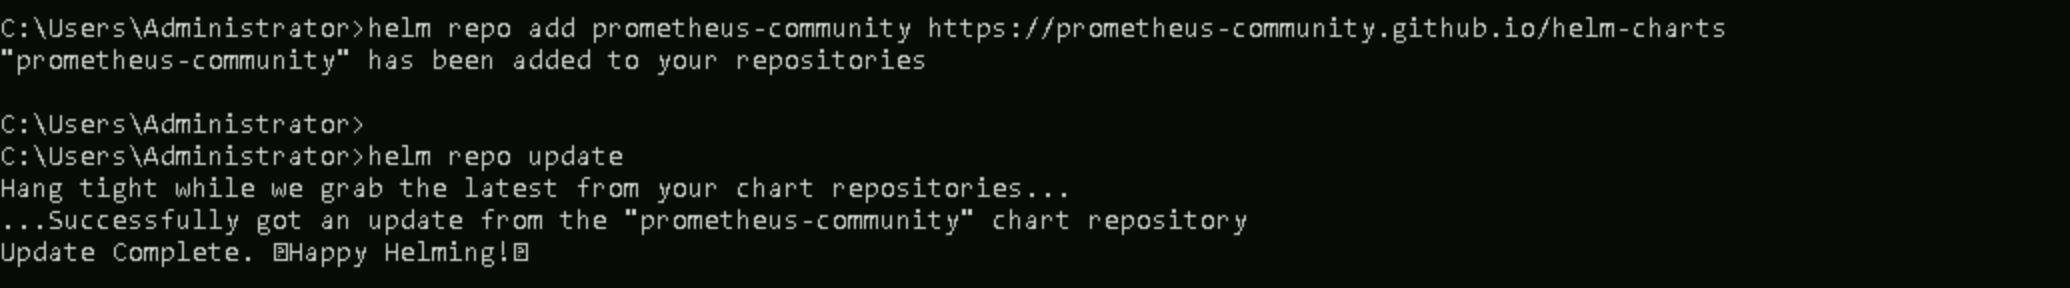 C:\Users\Administrator>helm repo add prometheus-community https://prometheus-community.github.io/helm-charts
"prometheus-community" has been added to your repositories
C:\Users\Administrator>
C:\Users\Administrator>helm repo update
Hang tight while we grab the latest from your chart repositories...
...Successfully got an update from the "prometheus-community" chart repository
Update Complete. ⍰Happy Helming!⍰